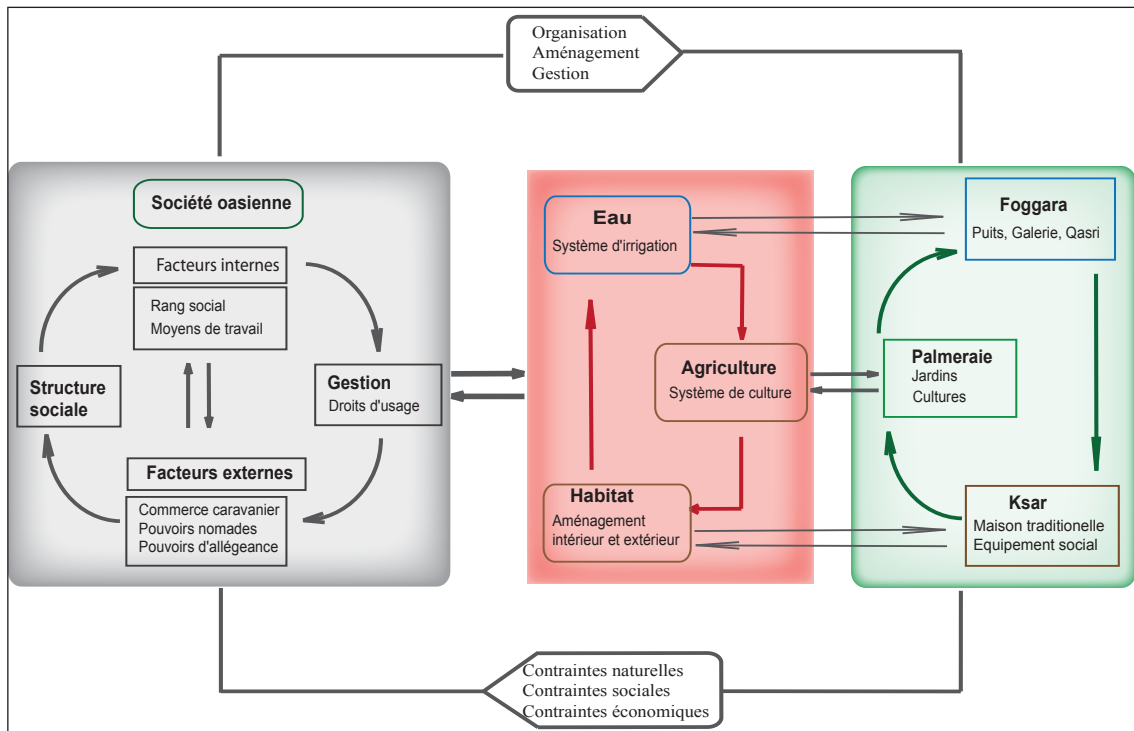 Organisation
Aménagement
Gestion
Société oasienne
Facteurs internes
Rang social
Moyens de travail
Structure
sociale
Gestion
Droits d'usage
Facteurs externes
Commerce caravanier
Pouvoirs nomades
Pouvoirs d'allégeance
Eau
Système d'irrigation
Agriculture
Système de culture
Habitat
Aménagement
intérieur et extérieur
Foggara
Puits, Galerie, Qasri
Palmeraie
Jardins
Cultures
Ksar
Maison traditionelle
Equipement social
Contraintes naturelles
Contraintes sociales
Contraintes économiques